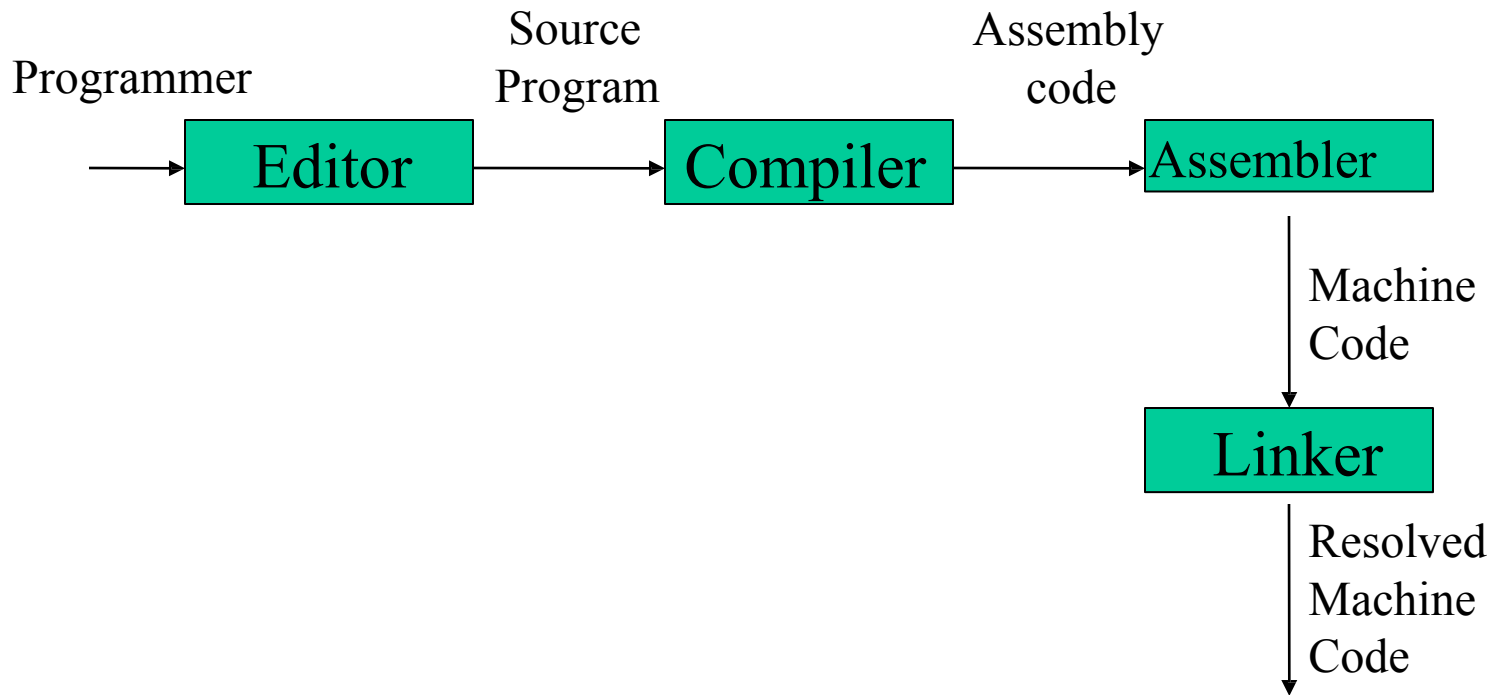 Programmer
Source
Program
Assembly
code
Editor
Compiler
Assembler
Machine
Code
Linker
Resolved
Machine
Code